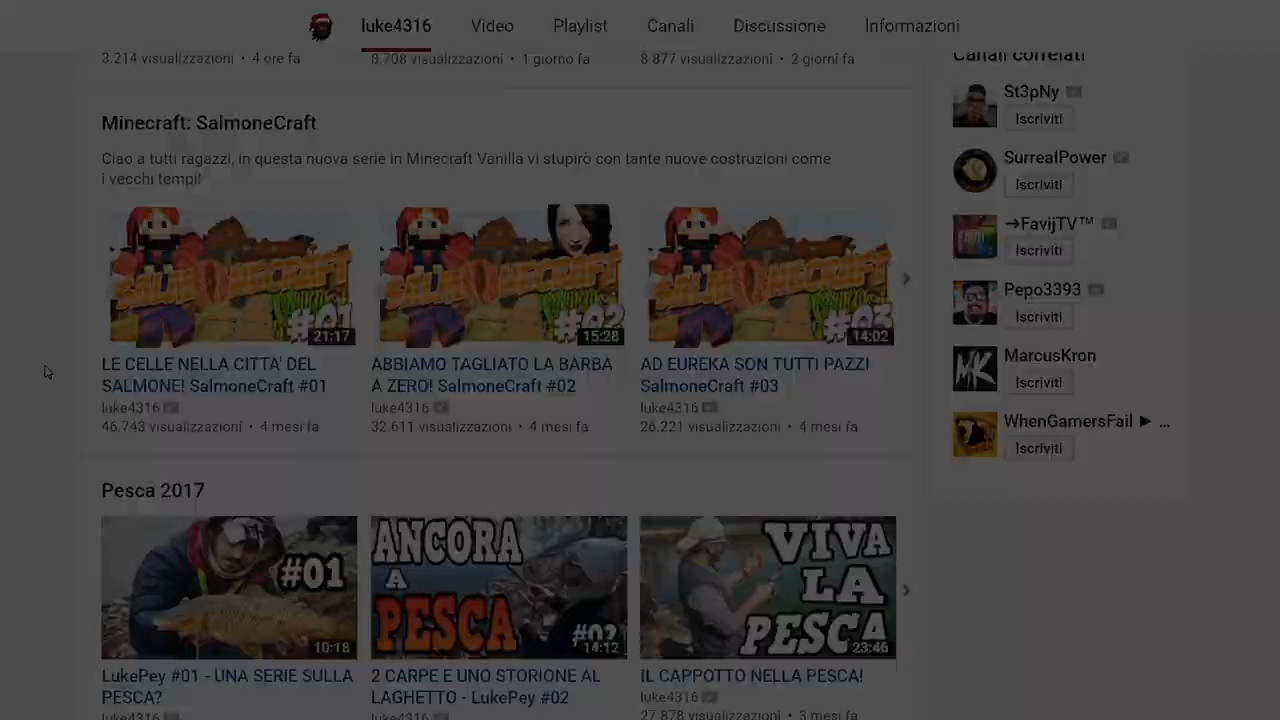 luke4316 Video Playlist Canali Discussione Informazioni
3.214 visualizzazioni • 4 ore fa
8.708 visualizzazioni • 1 giorno fa
8.877 visualizzazioni • 2 giorni fa
Minecraft: SalmoneCraft
Ciao a tutti ragazzi, in questa nuova serie in Minecraft Vanilla vi stupirò con tante nuove costruzioni come
i vecchi tempi!
#01
21:17
#02
15:28
#03
14:02
LE CELLE NELLA CITTA' DEL
SALMONE! SalmoneCraft #01
luke4316
46.743 visualizzazioni • 4 mesi fa
ABBIAMO TAGLIATO LA BARBA
A ZERO! SalmoneCraft #02
luke4316
32.611 visualizzazioni • 4 mesi fa
AD EUREKA SON TUTTI PAZZI
SalmoneCraft #03
luke4316
26.221 visualizzazioni • 4 mesi fa
Pesca 2017
#01
10:18
ANCORA
A
PESCA
#02
14:12
VIVA
LA
PESCA
23:46
LukePey #01 - UNA SERIE SULLA
PESCA?
luke4316
2 CARPE E UNO STORIONE AL
LAGHETTO - LukePey #02
luke4316
IL CAPPOTTO NELLA PESCA!
luke4316
27.878 visualizzazioni • 3 mesi fa
Canali correlati
St3pNy
Iscriviti
SurrealPower
Iscriviti
➜FavijTV™
Iscriviti
Pepo3393
Iscriviti
MK
MarcusKron
Iscriviti
WhenGamersFail ► ...
Iscriviti